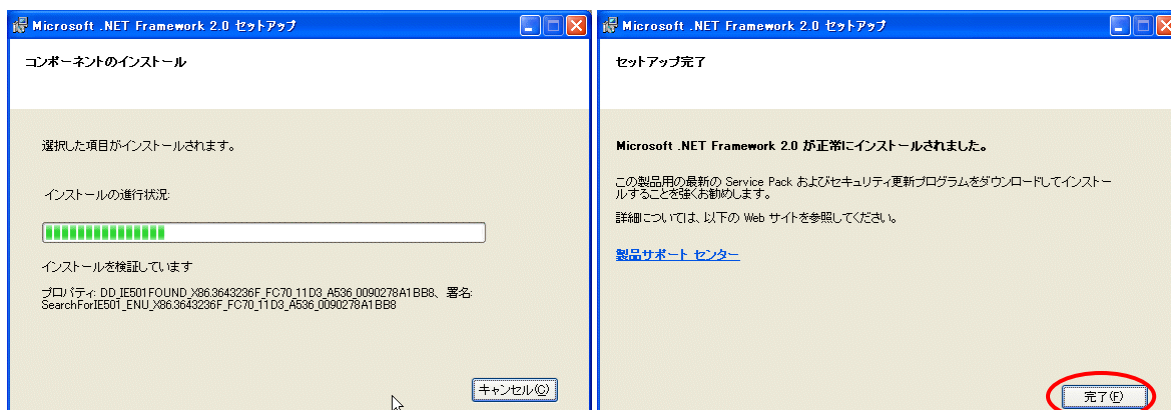 Microsoft .NET Framework 2.0 セットアップ
コンポーネントのインストール
選択した項目がインストールされます。
インストールの進行状況:
インストールを検証しています
プロパティ: DD_IE501FOUND_X86.3643236F_FC70_11D3_A536_0090278A1BB8、署名:
SearchForIE501_ENU_X86.3643236F_FC70_11D3_A536_0090278A1BB8
キャンセル(C)
Microsoft .NET Framework 2.0 セットアップ
セットアップ完了
Microsoft .NET Framework 2.0 が正常にインストールされました。
この製品用の最新の Service Pack およびセキュリティ更新プログラムをダウンロードしてインストー
ルすることを強くお勧めします。
詳細については、以下の Web サイトを参照してください。
製品サポート センター
完了(F)